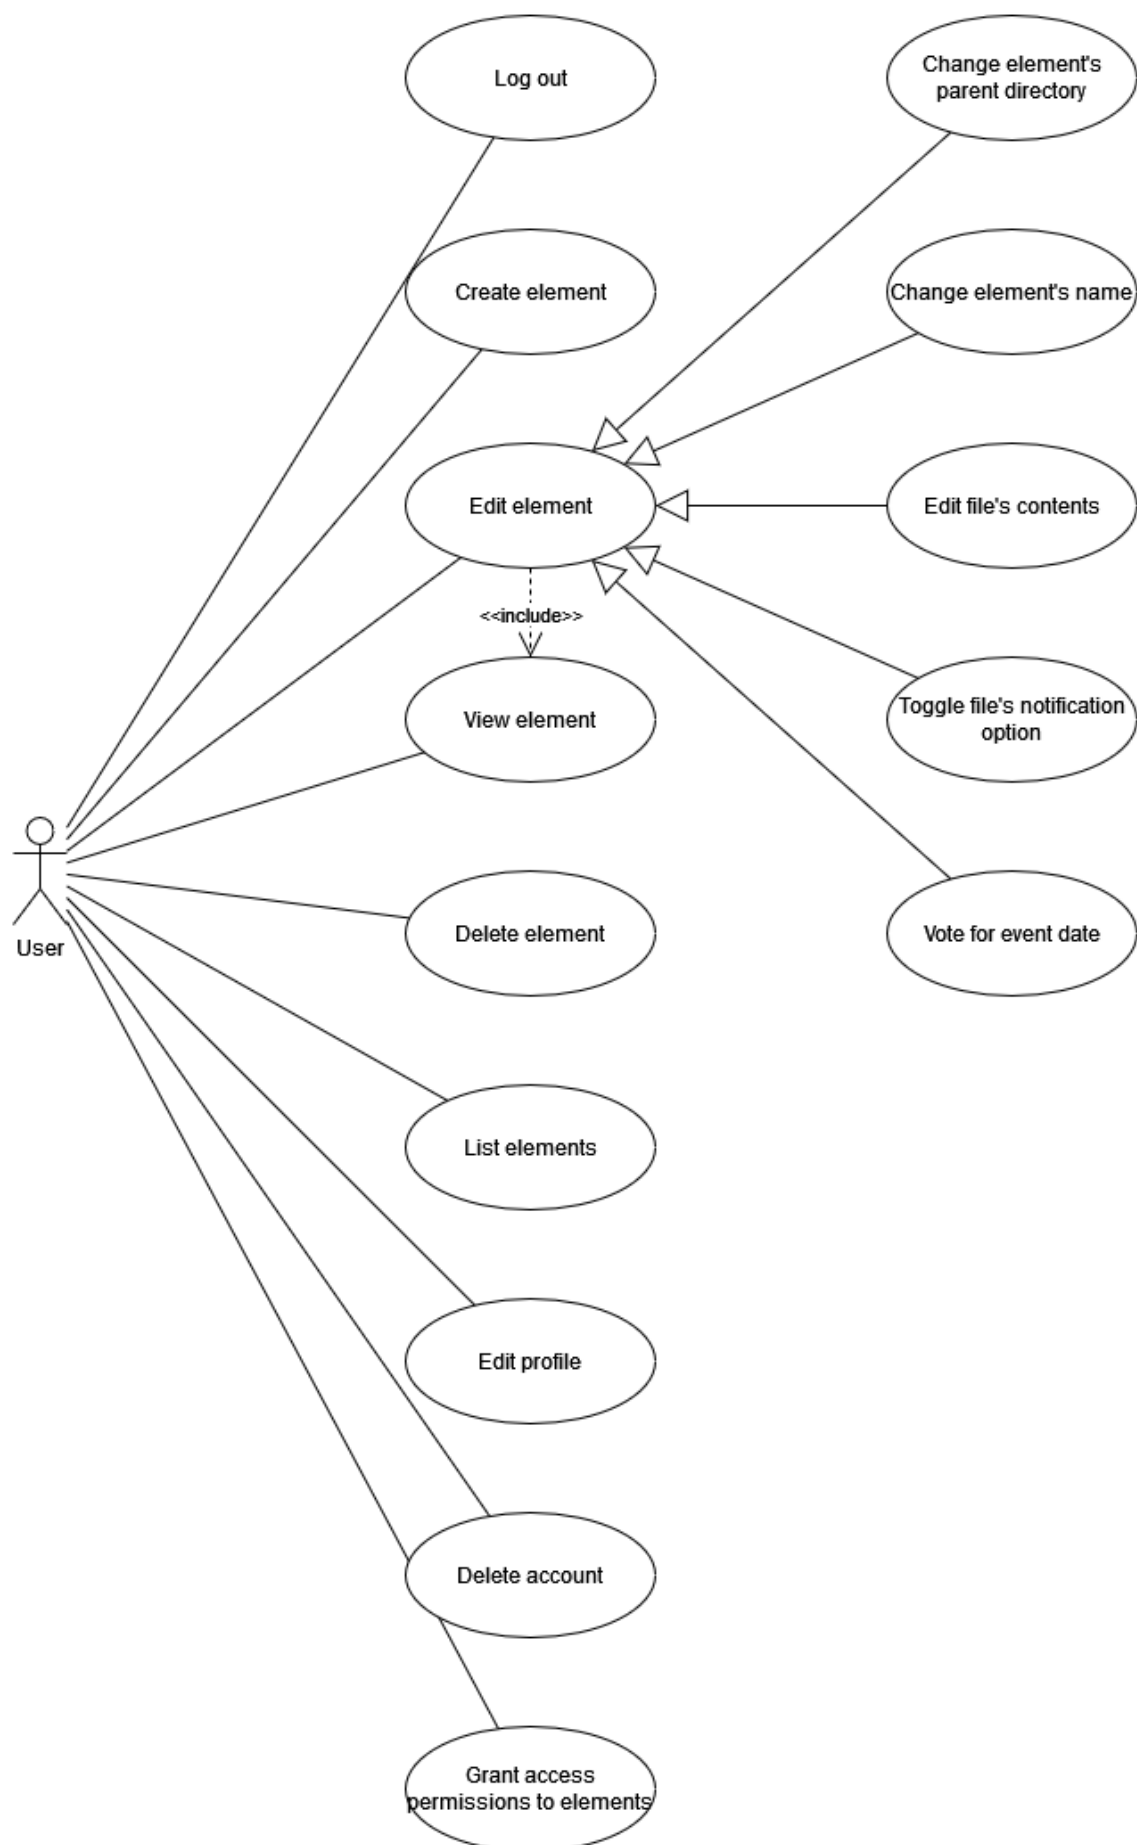 Log out
Change element's
parent directory
Create element
Change element's name
Edit element
Edit file's contents
<<include>>
View element
Toggle file's notification
option
User
Delete element
Vote for event date
List elements
Edit profile
Delete account
Grant access
permissions to elements